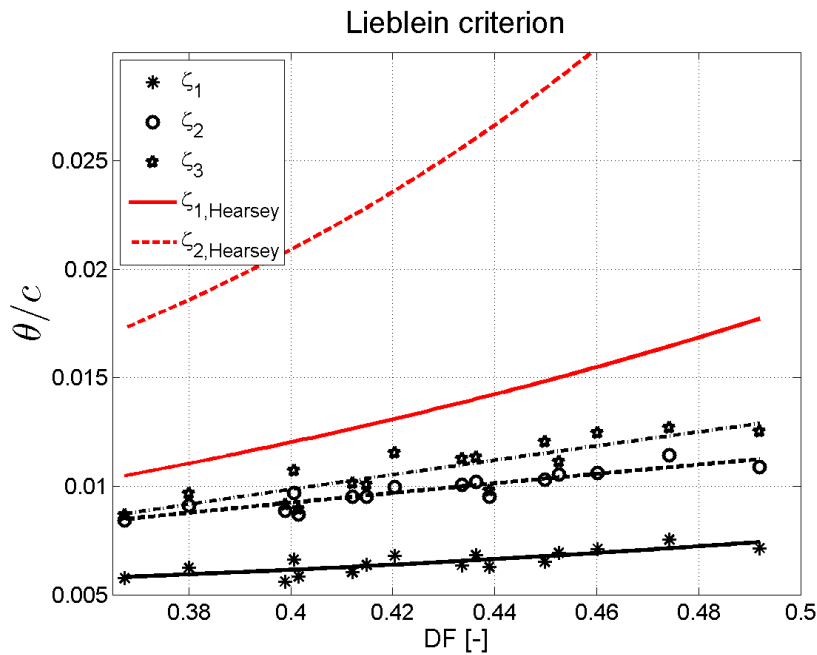 Lieblein criterion
ζ1
ζ2
ζ3
ζ1,Hearsey
ζ2,Hearsey
0.025
0.02
0.015
0.01
0.005
θ/c
0.38 0.4 0.42 0.44 0.46 0.48 0.5
DF [-]